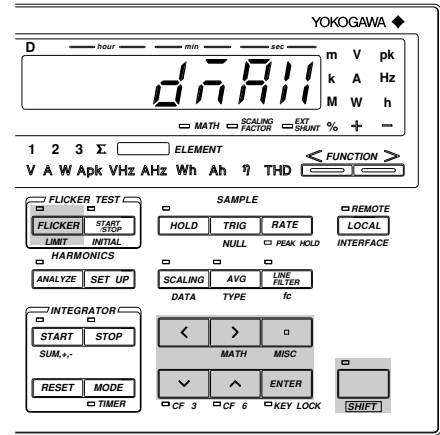 YOKOGAWA
D hour min sec m V pk
k A Hz
M W h
MATH SCALING FACTOR EXT SHUNT % + −
1 2 3 Σ ELEMENT
V A W Apk VHz AHz Wh Ah η THD < FUNCTION >
FLICKER TEST SAMPLE
REMOTE
FLICKER START /STOP HOLD TRIG RATE LOCAL
LIMIT INITIAL NULL PEAK HOLD INTERFACE
HARMONICS
ANALYZE SET UP SCALING AVG LINE FILTER
DATA TYPE fc
INTEGRATOR
START STOP < >
SUM,+,- MATH MISC
RESET MODE ENTER
TIMER CF 3 CF 6 KEY LOCK SHIFT